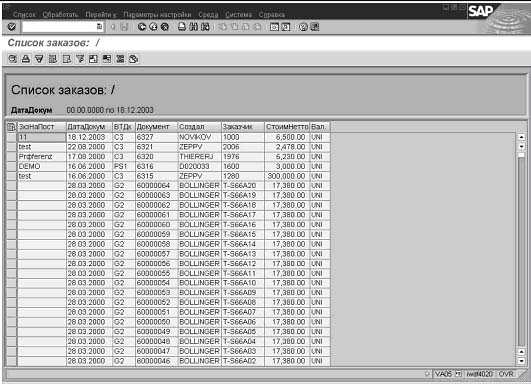 Список Обработать Перейти к Параметры настройки Среда Система Справка
SAP
Список заказов: /
Список заказов: /
ДатаДокум 00.00.0000 по 18.12.2003
ЗкзНаПост ДатаДокум ВТДк Документ Создал Заказчик СтоимНетто Вал.
11 18.12.2003 C3 6327 NOVIKOV 1000 6,500.00 UNI
test 22.08.2000 C3 6321 ZEPPV 2006 2,478.00 UNI
Prдferenz 17.08.2000 C3 6320 THIERERJ 1976 6,230.00 UNI
DEMO 16.06.2000 PS1 6316 D020033 1600 3,000.00 UNI
test 16.06.2000 C3 6315 ZEPPV 1280 300,000.00 UNI
28.03.2000 G2 60000064 BOLLINGER T-S66A20 17,380.00 UNI
28.03.2000 G2 60000063 BOLLINGER T-S66A19 17,380.00 UNI
28.03.2000 G2 60000062 BOLLINGER T-S66A18 17,380.00 UNI
28.03.2000 G2 60000061 BOLLINGER T-S66A17 17,380.00 UNI
28.03.2000 G2 60000060 BOLLINGER T-S66A16 17,380.00 UNI
28.03.2000 G2 60000059 BOLLINGER T-S66A15 17,380.00 UNI
28.03.2000 G2 60000058 BOLLINGER T-S66A14 17,380.00 UNI
28.03.2000 G2 60000057 BOLLINGER T-S66A13 17,380.00 UNI
28.03.2000 G2 60000056 BOLLINGER T-S66A12 17,380.00 UNI
28.03.2000 G2 60000055 BOLLINGER T-S66A11 17,380.00 UNI
28.03.2000 G2 60000054 BOLLINGER T-S66A10 17,380.00 UNI
28.03.2000 G2 60000053 BOLLINGER T-S66A09 17,380.00 UNI
28.03.2000 G2 60000052 BOLLINGER T-S66A08 17,380.00 UNI
28.03.2000 G2 60000051 BOLLINGER T-S66A07 17,380.00 UNI
28.03.2000 G2 60000050 BOLLINGER T-S66A06 17,380.00 UNI
28.03.2000 G2 60000049 BOLLINGER T-S66A05 17,380.00 UNI
28.03.2000 G2 60000048 BOLLINGER T-S66A04 17,380.00 UNI
28.03.2000 G2 60000047 BOLLINGER T-S66A03 17,380.00 UNI
28.03.2000 G2 60000046 BOLLINGER T-S66A02 17,380.00 UNI
VA05 iwdf4020 OVR